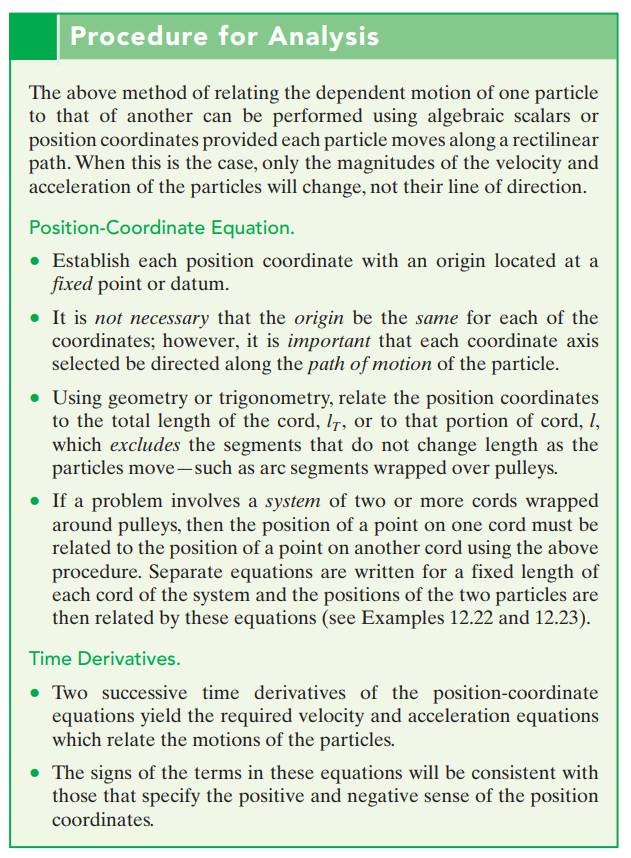 Procedure for Analysis
The above method of relating the dependent motion of one particle
to that of another can be performed using algebraic scalars or
position coordinates provided each particle moves along a rectilinear
path. When this is the case, only the magnitudes of the velocity and
acceleration of the particles will change, not their line of direction.
Position-Coordinate Equation.
• Establish each position coordinate with an origin located at a
fixed point or datum.
• It is not necessary that the origin be the same for each of the
coordinates; however, it is important that each coordinate axis
selected be directed along the path of motion of the particle.
• Using geometry or trigonometry, relate the position coordinates
to the total length of the cord, l_T, or to that portion of cord, l,
which excludes the segments that do not change length as the
particles move—such as arc segments wrapped over pulleys.
• If a problem involves a system of two or more cords wrapped
around pulleys, then the position of a point on one cord must be
related to the position of a point on another cord using the above
procedure. Separate equations are written for a fixed length of
each cord of the system and the positions of the two particles are
then related by these equations (see Examples 12.22 and 12.23).
Time Derivatives.
• Two successive time derivatives of the position-coordinate
equations yield the required velocity and acceleration equations
which relate the motions of the particles.
• The signs of the terms in these equations will be consistent with
those that specify the positive and negative sense of the position
coordinates.